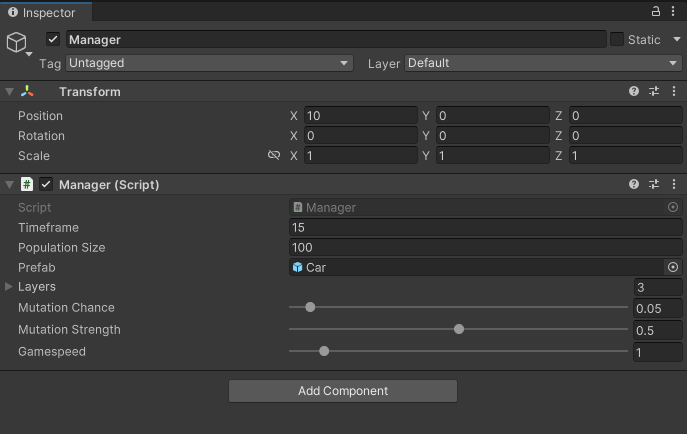 Inspector
Manager
Static
Tag Untagged Layer Default
Transform
Position X 10 Y 0 Z 0
Rotation X 0 Y 0 Z 0
Scale X 1 Y 1 Z 1
# Manager (Script)
Script # Manager
Timeframe 15
Population Size 100
Prefab Car
Layers 3
Mutation Chance 0.05
Mutation Strength 0.5
Gamespeed 1
Add Component